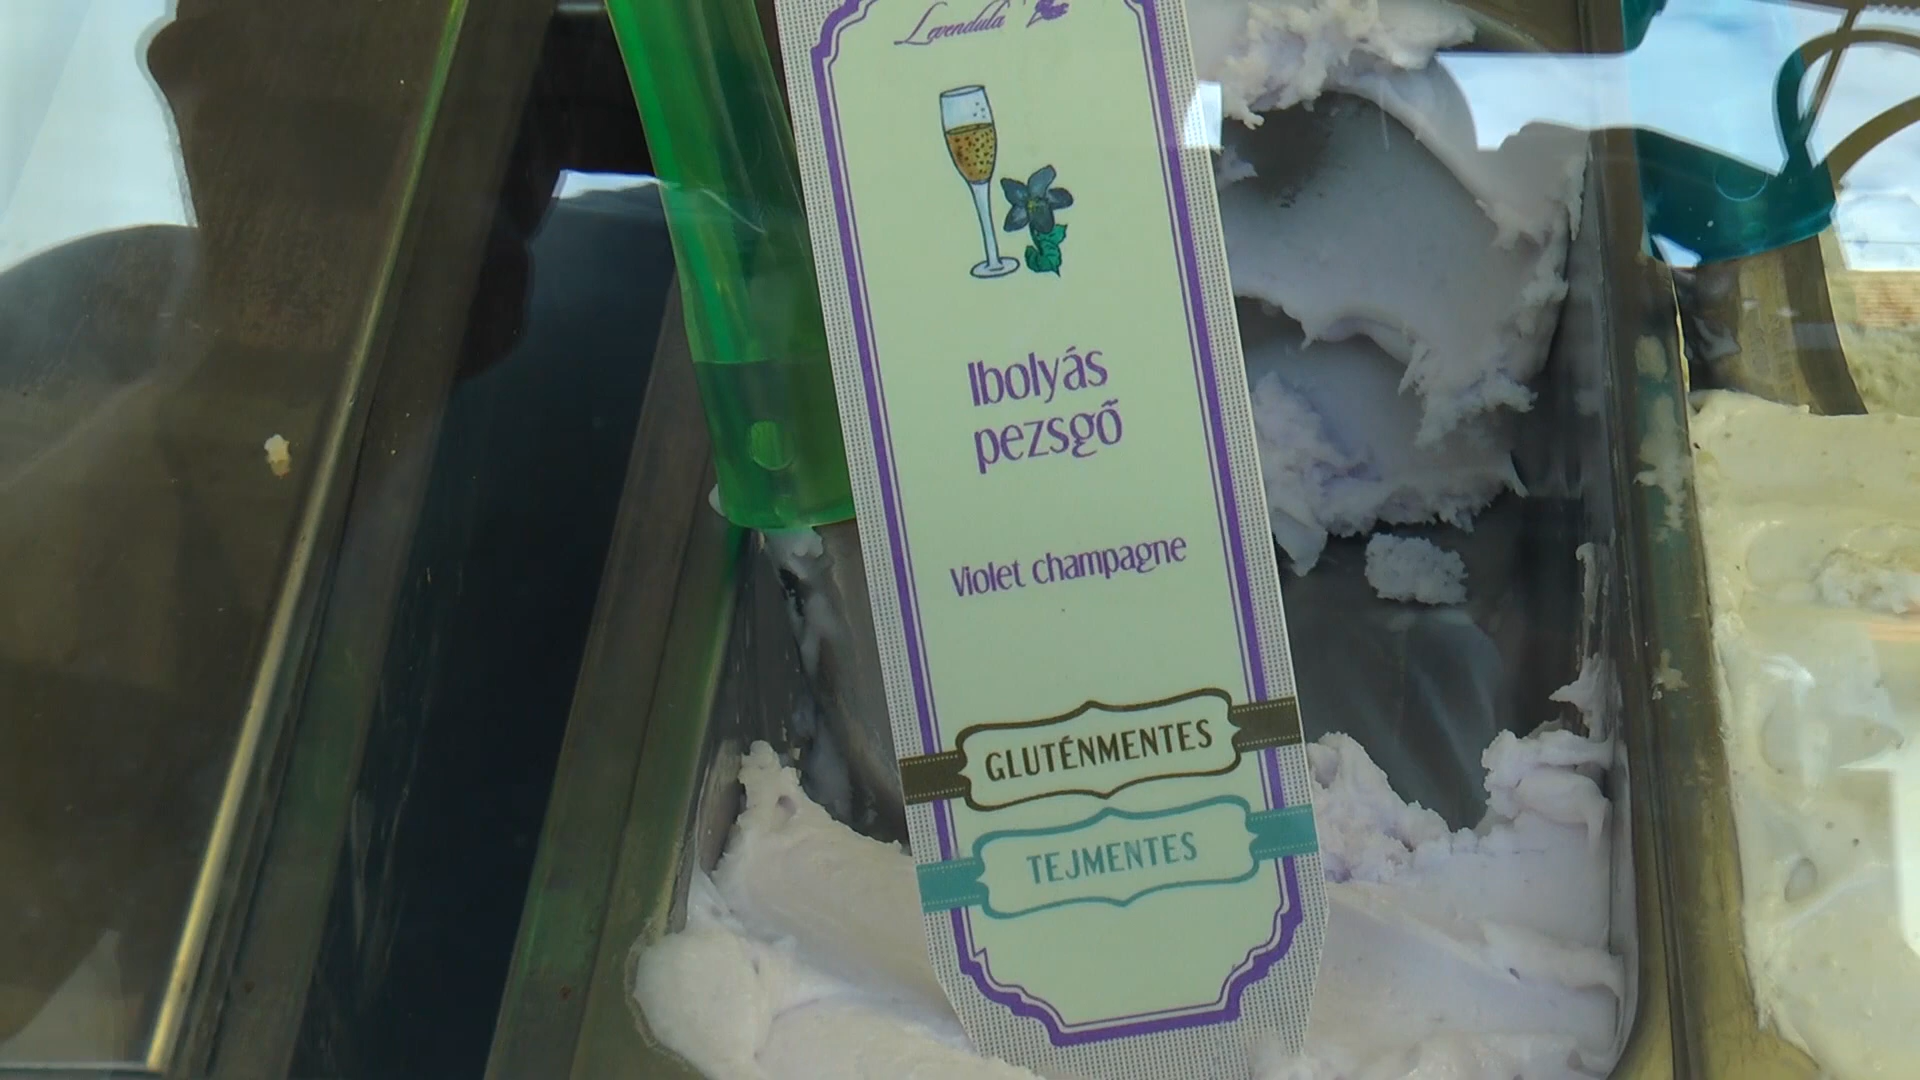 Levendula
Ibolyás
pezsgő
Violet champagne
GLUTÉNMENTES
TEJMENTES